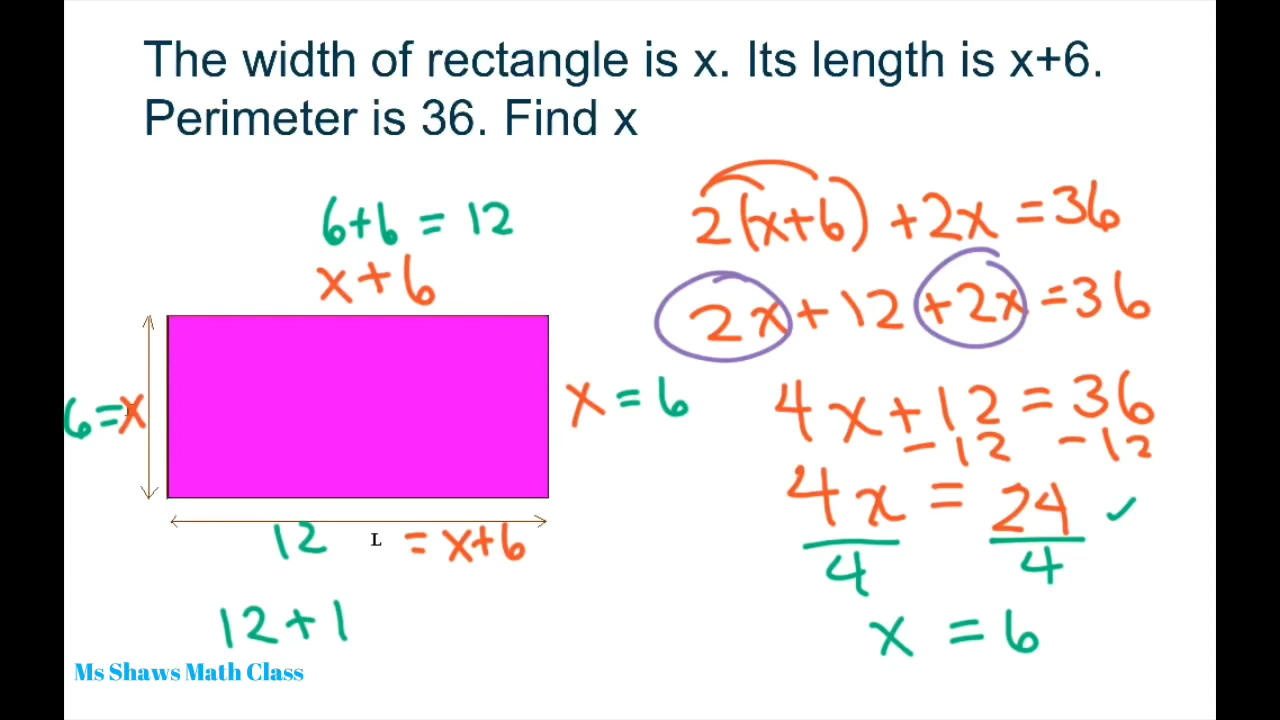 The width of rectangle is x. Its length is x+6.
Perimeter is 36. Find x
6+6 = 12
x+6
6=x
x = 6
12 L = x+6
12+1
2(x+6) +2x = 36
2x+12 +2x = 36
4x+12 = 36
-12 -12
4x = 24 ✓
4 4
x = 6
Ms Shaws Math Class